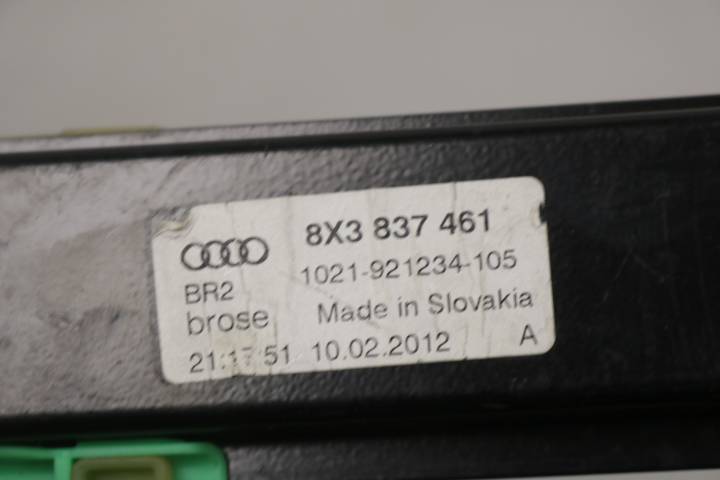 8X3 837 461
1021-921234-105
BR2
brose
Made in Slovakia
10.02.2012
A